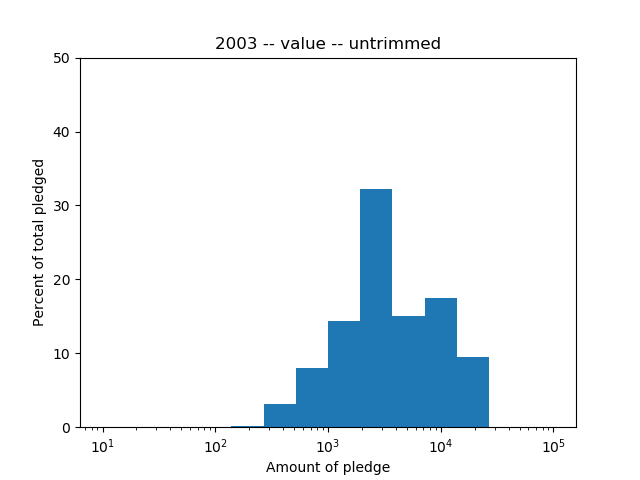 2003 -- value -- untrimmed
50
40
30
20
10
0
Percent of total pledged
10¹ 10² 10³ 10⁴ 10⁵
Amount of pledge